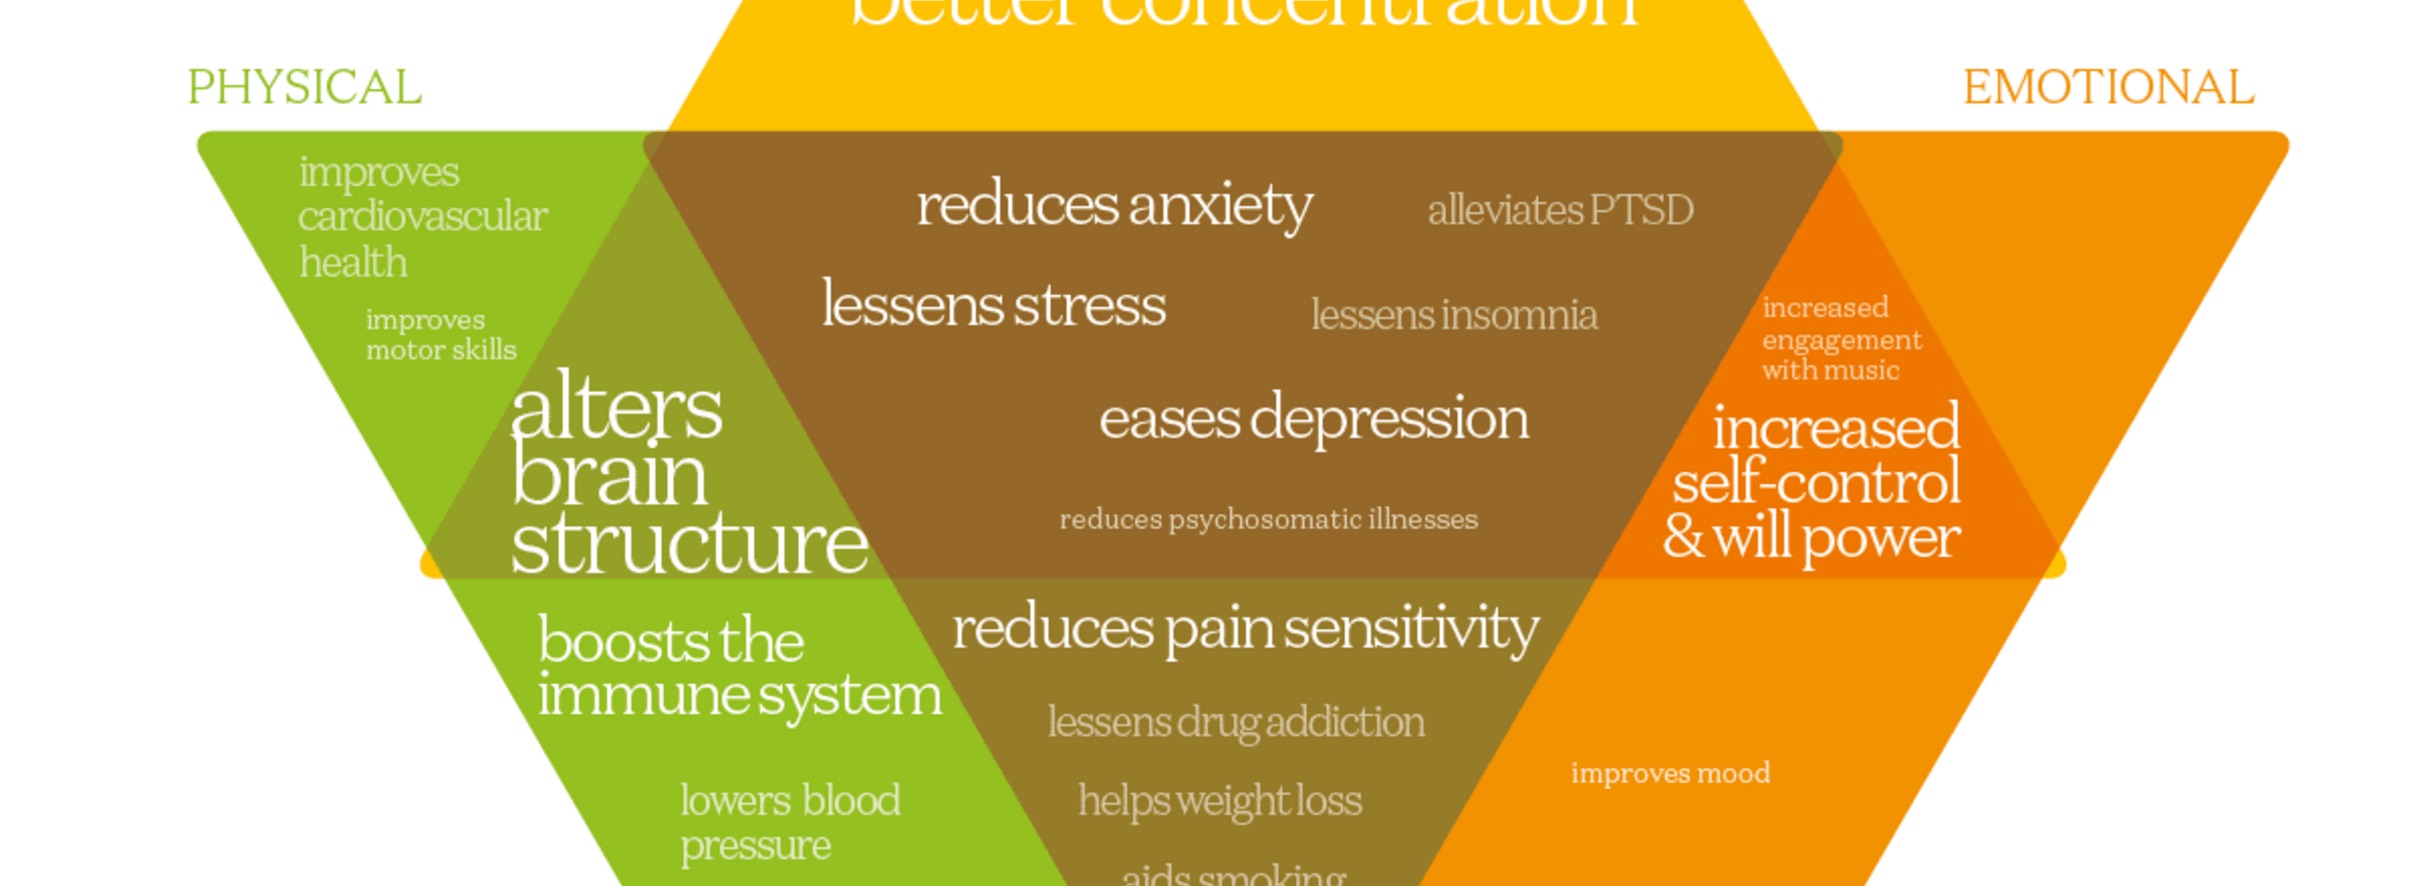 better concentration
PHYSICAL
EMOTIONAL
improves
cardiovascular
health
improves
motor skills
alters
brain
structure
boosts the
immune system
lowers blood
pressure
reduces anxiety
alleviates PTSD
lessens stress
lessens insomnia
eases depression
reduces psychosomatic illnesses
reduces pain sensitivity
lessens drug addiction
helps weight loss
aids smoking
increased
engagement
with music
increased
self-control
& will power
improves mood